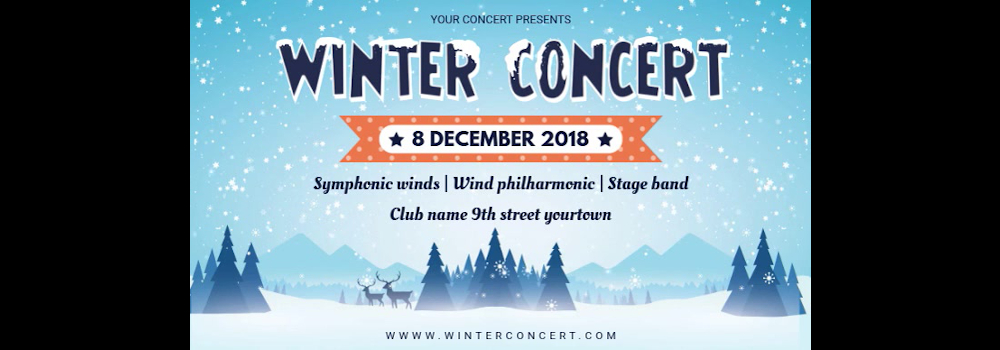 YOUR CONCERT PRESENTS
WINTER CONCERT
★ 8 DECEMBER 2018 ★
Symphonic winds | Wind philharmonic | Stage band
Club name 9th street yourtown
WWWW.WINTERCONCERT.COM